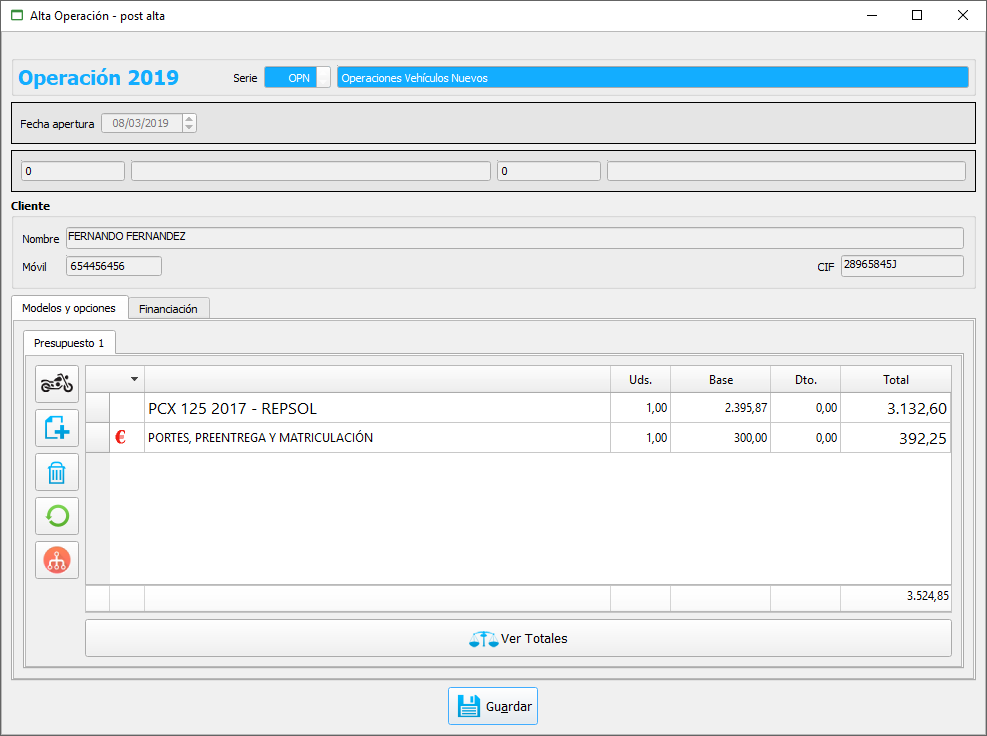 Alta Operación - post alta
Operación 2019 Serie OPN Operaciones Vehículos Nuevos
Fecha apertura 08/03/2019
0 0
Cliente
Nombre FERNANDO FERNANDEZ
Móvil 654456456 CIF 28965845J
Modelos y opciones Financiación
Presupuesto 1
Uds. Base Dto. Total
PCX 125 2017 - REPSOL 1,00 2.395,87 0,00 3.132,60
€ PORTES, PREENTREGA Y MATRICULACIÓN 1,00 300,00 0,00 392,25
3.524,85
Ver Totales
Guardar